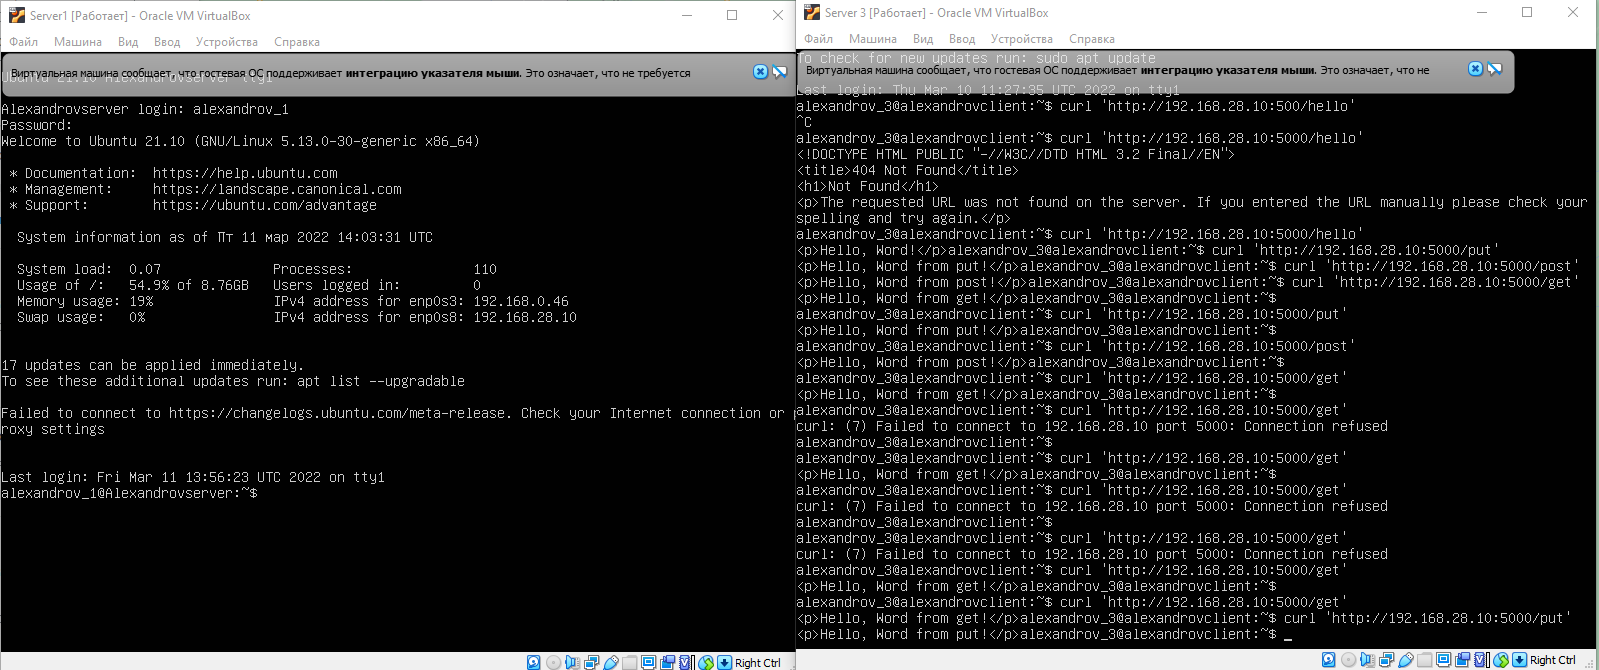 Server1 [Работает] - Oracle VM VirtualBox
Файл Машина Вид Ввод Устройства Справка
Виртуальная машина сообщает, что гостевая ОС поддерживает интеграцию указателя мыши. Это означает, что не требуется
Ubuntu 21.10 Alexandrovserver tty1
Alexandrovserver login: alexandrov_1
Password:
Welcome to Ubuntu 21.10 (GNU/Linux 5.13.0-30-generic x86_64)
* Documentation: https://help.ubuntu.com
* Management: https://landscape.canonical.com
* Support: https://ubuntu.com/advantage
System information as of Пт 11 мар 2022 14:03:31 UTC
System load: 0.07 Processes: 110
Usage of /: 54.9% of 8.76GB Users logged in: 0
Memory usage: 19% IPv4 address for enp0s3: 192.168.0.46
Swap usage: 0% IPv4 address for enp0s8: 192.168.28.10
17 updates can be applied immediately.
To see these additional updates run: apt list --upgradable
Failed to connect to https://changelogs.ubuntu.com/meta-release. Check your Internet connection or p
roxy settings
Last login: Fri Mar 11 13:56:23 UTC 2022 on tty1
alexandrov_1@Alexandrovserver:~$
Right Ctrl
Server 3 [Работает] - Oracle VM VirtualBox
Файл Машина Вид Ввод Устройства Справка
To check for new updates run: sudo apt update
Виртуальная машина сообщает, что гостевая ОС поддерживает интеграцию указателя мыши. Это означает, что не
Last login: Thu Mar 10 11:27:35 UTC 2022 on tty1
alexandrov_3@alexandrovclient:~$ curl 'http://192.168.28.10:500/hello'
^C
alexandrov_3@alexandrovclient:~$ curl 'http://192.168.28.10:5000/hello'
<!DOCTYPE HTML PUBLIC "-//W3C//DTD HTML 3.2 Final//EN">
<title>404 Not Found</title>
<h1>Not Found</h1>
<p>The requested URL was not found on the server. If you entered the URL manually please check your
spelling and try again.</p>
alexandrov_3@alexandrovclient:~$ curl 'http://192.168.28.10:5000/hello'
<p>Hello, Word!</p>alexandrov_3@alexandrovclient:~$ curl 'http://192.168.28.10:5000/put'
<p>Hello, Word from put!</p>alexandrov_3@alexandrovclient:~$ curl 'http://192.168.28.10:5000/post'
<p>Hello, Word from post!</p>alexandrov_3@alexandrovclient:~$ curl 'http://192.168.28.10:5000/get'
<p>Hello, Word from get!</p>alexandrov_3@alexandrovclient:~$
alexandrov_3@alexandrovclient:~$ curl 'http://192.168.28.10:5000/put'
<p>Hello, Word from put!</p>alexandrov_3@alexandrovclient:~$
alexandrov_3@alexandrovclient:~$ curl 'http://192.168.28.10:5000/post'
<p>Hello, Word from post!</p>alexandrov_3@alexandrovclient:~$
alexandrov_3@alexandrovclient:~$ curl 'http://192.168.28.10:5000/get'
<p>Hello, Word from get!</p>alexandrov_3@alexandrovclient:~$
alexandrov_3@alexandrovclient:~$ curl 'http://192.168.28.10:5000/get'
curl: (7) Failed to connect to 192.168.28.10 port 5000: Connection refused
alexandrov_3@alexandrovclient:~$
alexandrov_3@alexandrovclient:~$ curl 'http://192.168.28.10:5000/get'
<p>Hello, Word from get!</p>alexandrov_3@alexandrovclient:~$
alexandrov_3@alexandrovclient:~$ curl 'http://192.168.28.10:5000/get'
curl: (7) Failed to connect to 192.168.28.10 port 5000: Connection refused
alexandrov_3@alexandrovclient:~$
alexandrov_3@alexandrovclient:~$ curl 'http://192.168.28.10:5000/get'
curl: (7) Failed to connect to 192.168.28.10 port 5000: Connection refused
alexandrov_3@alexandrovclient:~$ curl 'http://192.168.28.10:5000/get'
<p>Hello, Word from get!</p>alexandrov_3@alexandrovclient:~$
alexandrov_3@alexandrovclient:~$ curl 'http://192.168.28.10:5000/get'
<p>Hello, Word from get!</p>alexandrov_3@alexandrovclient:~$ curl 'http://192.168.28.10:5000/put'
<p>Hello, Word from put!</p>alexandrov_3@alexandrovclient:~$ _
Right Ctrl